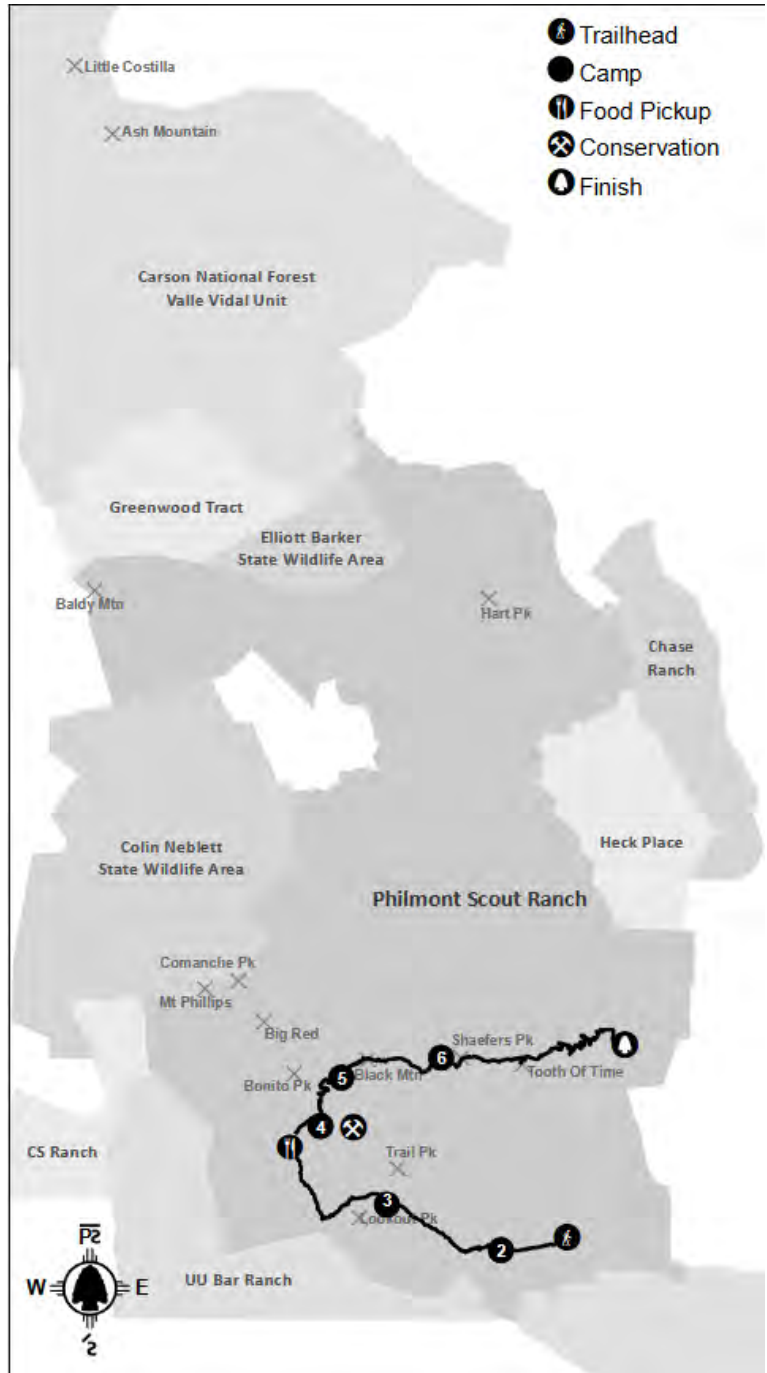 Trailhead
Camp
Food Pickup
Conservation
Finish
Little Costilla
Ash Mountain
Carson National Forest
Valle Vidal Unit
Greenwood Tract
Elliott Barker
State Wildlife Area
Baldy Mtn
Hart Pk
Chase
Ranch
Colin Neblett
State Wildlife Area
Heck Place
Philmont Scout Ranch
Comanche Pk
Mt Phillips
Big Red
Shaefers Pk
6
5
Black Mtn
Tooth Of Time
Bonito Pk
4
CS Ranch
Trail Pk
3
Lookout Pk
2
UU Bar Ranch
W
E